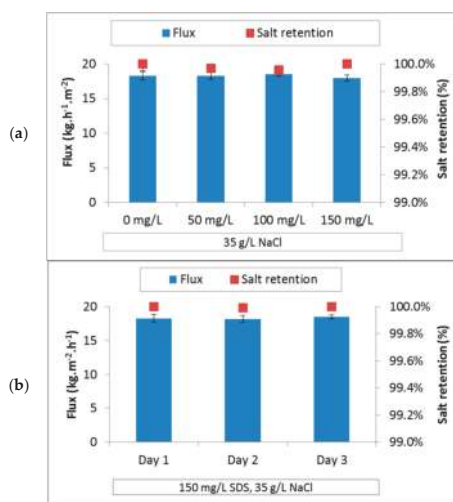 (a)
Flux Salt retention
Flux (kg.h⁻¹.m⁻²)
20
15
10
5
0
100.0%
99.8%
99.6%
99.4%
99.2%
99.0%
Salt retention (%)
0 mg/L 50 mg/L 100 mg/L 150 mg/L
35 g/L NaCl
(b)
Flux Salt retention
Flux (kg.m⁻².h⁻¹)
20
15
10
5
0
100.0%
99.8%
99.6%
99.4%
99.2%
99.0%
Salt retention (%)
Day 1 Day 2 Day 3
150 mg/L SDS, 35 g/L NaCl